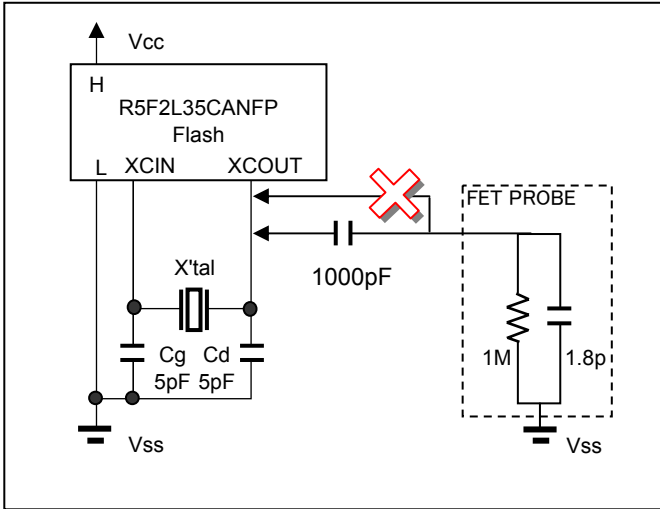 Vcc
H
R5F2L35CANFP
Flash
L XCIN XCOUT
FET PROBE
X'tal
1000pF
Cg Cd
5pF 5pF
1M 1.8p
Vss
Vss